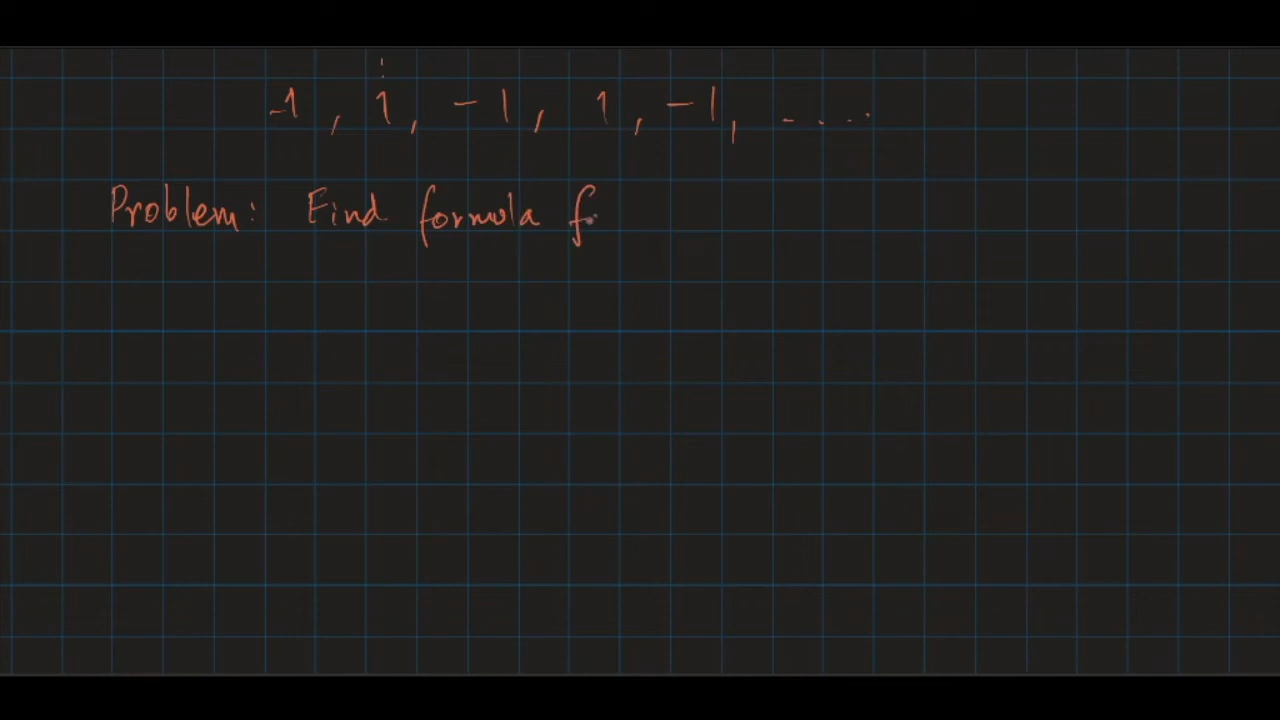 -1 , 1 , - 1 , 1 , - 1 , . . . .
Problem: Find formula f